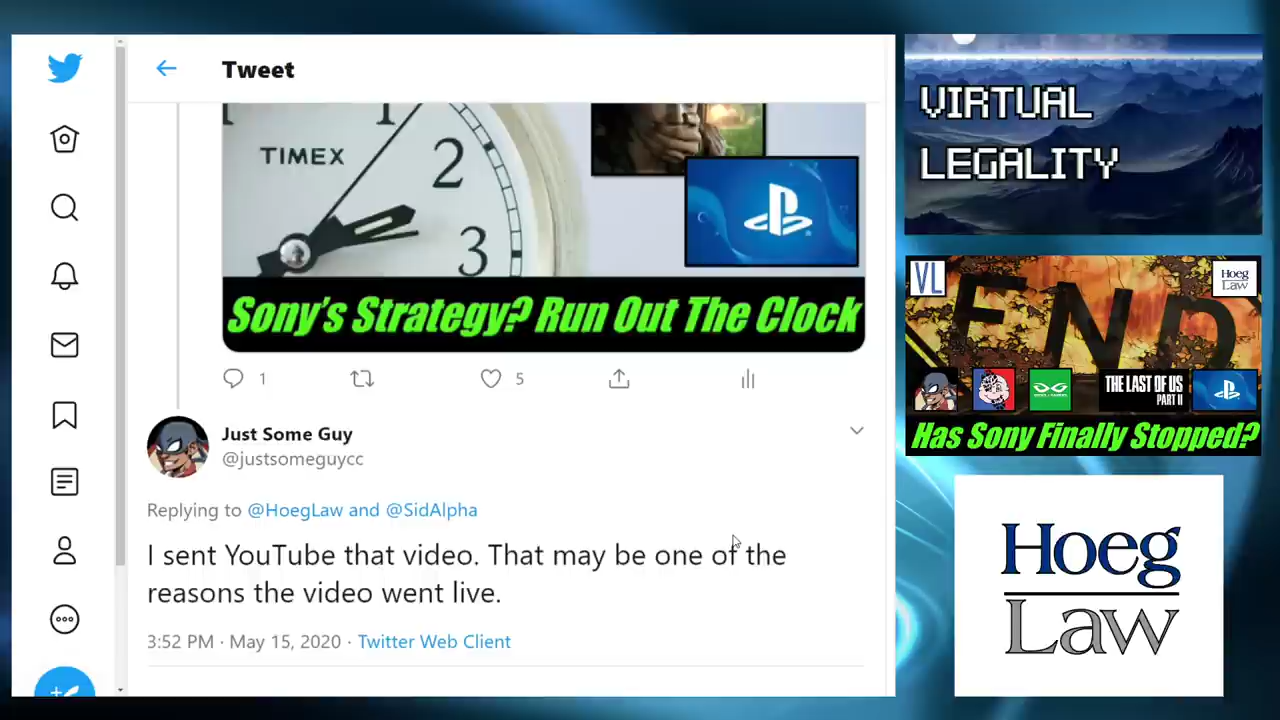 Tweet
1
TIMEX
2
3
Sony's Strategy? Run Out The Clock
1
5
Just Some Guy
@justsomeguycc
Replying to @HoegLaw and @SidAlpha
I sent YouTube that video. That may be one of the
reasons the video went live.
3:52 PM · May 15, 2020 · Twitter Web Client
VIRTUAL
LEGALITY
VL
Hoeg
Law
END
THE LAST OF US
PART II
Has Sony Finally Stopped?
Hoeg
Law